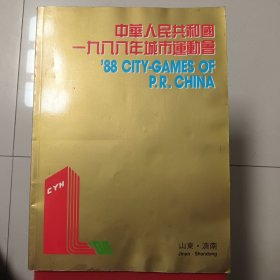 中華人民共和國
一九八八年城市運動會
'88 CITY-GAMES OF
P.R. CHINA
CYH
山東·濟南
Jinan · Shandong